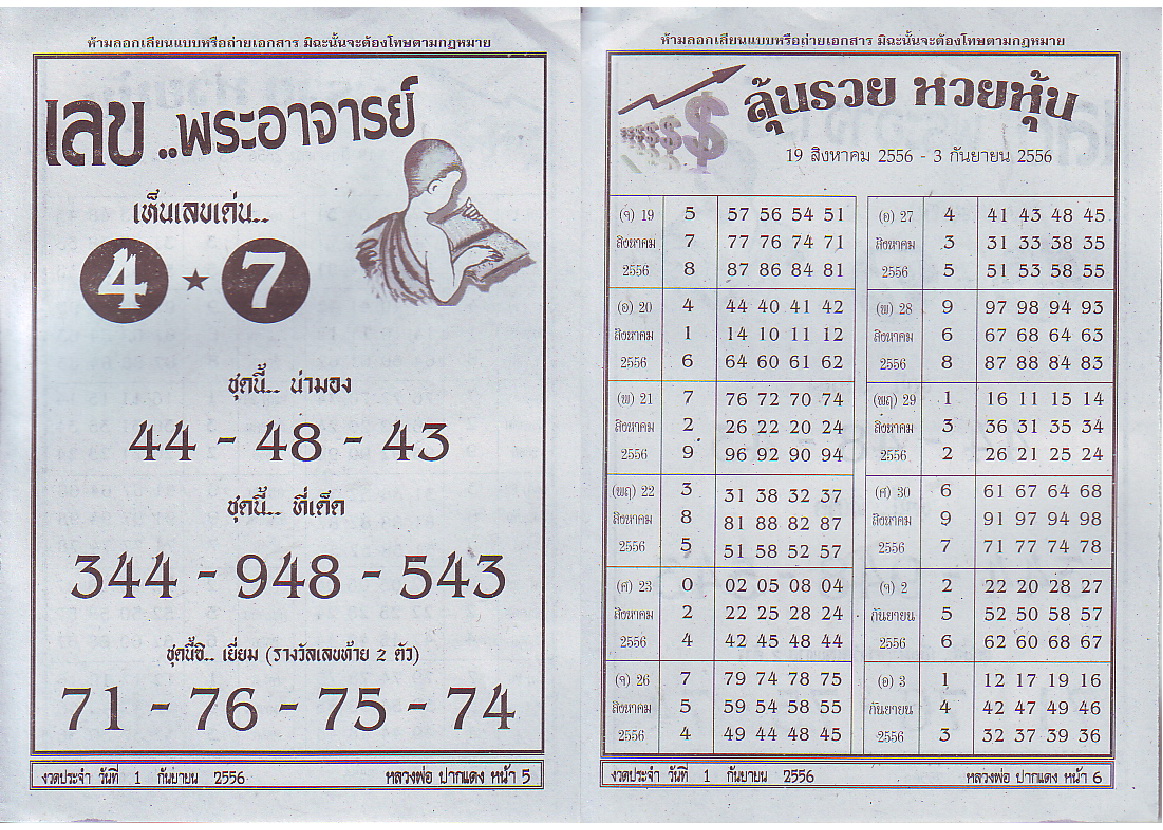 ห้ามลอกเลียนแบบหรือถ่ายเอกสาร มิฉะนั้นจะต้องโทษตามกฎหมาย
เลข ..พระอาจารย์
เห็นเลขเด่น..
4 ★ 7
ชุดนี้.. น่ามอง
44 - 48 - 43
ชุดนี้.. ที่เด็ด
344 - 948 - 543
ชุดนี้ซิ.. เยี่ยม (รางวัลเลขท้าย 2 ตัว)
71 - 76 - 75 - 74
งวดประจำ วันที่ 1 กันยายน 2556 หลวงพ่อ ปากแดง หน้า 5
ห้ามลอกเลียนแบบหรือถ่ายเอกสาร มิฉะนั้นจะต้องโทษตามกฎหมาย
ลุ้นรวย หวยหุ้น
19 สิงหาคม 2556 - 3 กันยายน 2556
(จ) 19 5 57 56 54 51
สิงหาคม 7 77 76 74 71
2556 8 87 86 84 81
(อ) 20 4 44 40 41 42
สิงหาคม 1 14 10 11 12
2556 6 64 60 61 62
(พ) 21 7 76 72 70 74
สิงหาคม 2 26 22 20 24
2556 9 96 92 90 94
(พฤ) 22 3 31 38 32 37
สิงหาคม 8 81 88 82 87
2556 5 51 58 52 57
(ศ) 23 0 02 05 08 04
สิงหาคม 2 22 25 28 24
2556 4 42 45 48 44
(จ) 26 7 79 74 78 75
สิงหาคม 5 59 54 58 55
2556 4 49 44 48 45
(อ) 27 4 41 43 48 45
สิงหาคม 3 31 33 38 35
2556 5 51 53 58 55
(พ) 28 9 97 98 94 93
สิงหาคม 6 67 68 64 63
2556 8 87 88 84 83
(พฤ) 29 1 16 11 15 14
สิงหาคม 3 36 31 35 34
2556 2 26 21 25 24
(ศ) 30 6 61 67 64 68
สิงหาคม 9 91 97 94 98
2556 7 71 77 74 78
(จ) 2 2 22 20 28 27
กันยายน 5 52 50 58 57
2556 6 62 60 68 67
(อ) 3 1 12 17 19 16
กันยายน 4 42 47 49 46
2556 3 32 37 39 36
งวดประจำ วันที่ 1 กันยายน 2556 หลวงพ่อ ปากแดง หน้า 6